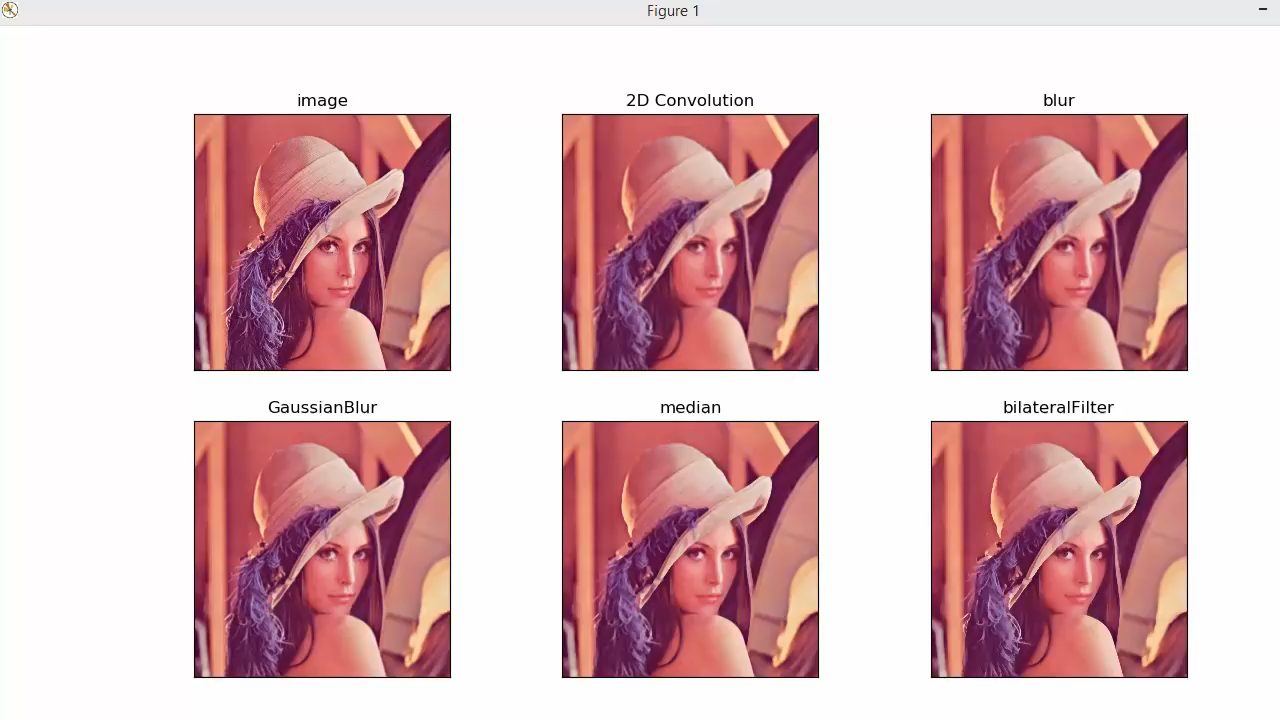 Figure 1
image
2D Convolution
blur
GaussianBlur
median
bilateralFilter